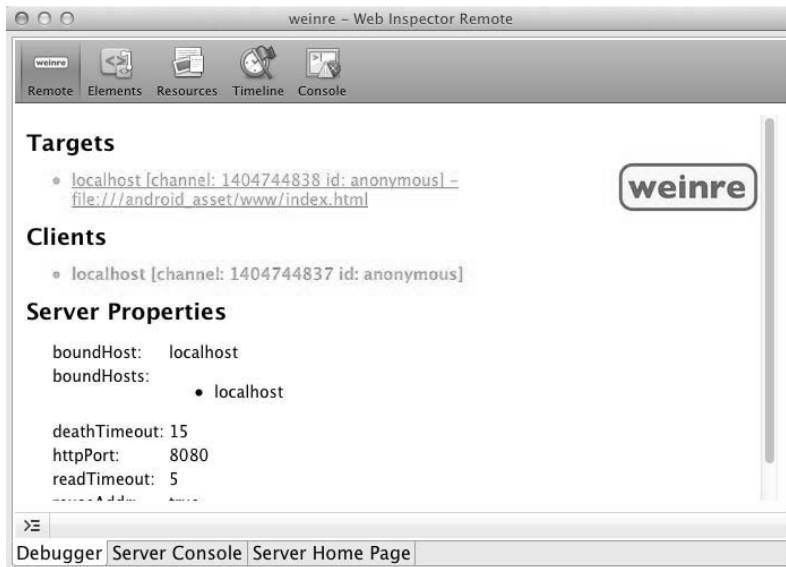 weinre – Web Inspector Remote
weinre
Remote Elements Resources Timeline Console
Targets
localhost [channel: 1404744838 id: anonymous] –
file:///android_asset/www/index.html
weinre
Clients
localhost [channel: 1404744837 id: anonymous]
Server Properties
boundHost: localhost
boundHosts:
• localhost
deathTimeout: 15
httpPort: 8080
readTimeout: 5
Debugger Server Console Server Home Page